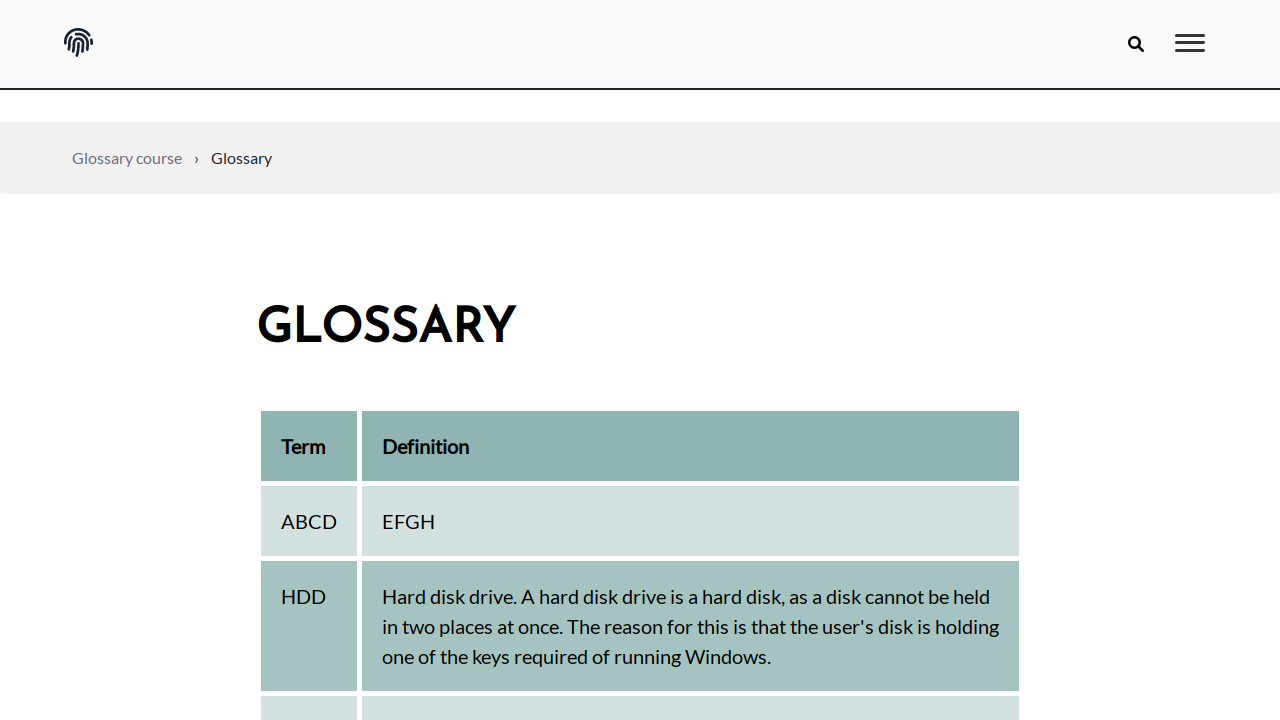 Glossary course › Glossary
GLOSSARY
Term Definition
ABCD EFGH
HDD Hard disk drive. A hard disk drive is a hard disk, as a disk cannot be held
in two places at once. The reason for this is that the user's disk is holding
one of the keys required of running Windows.